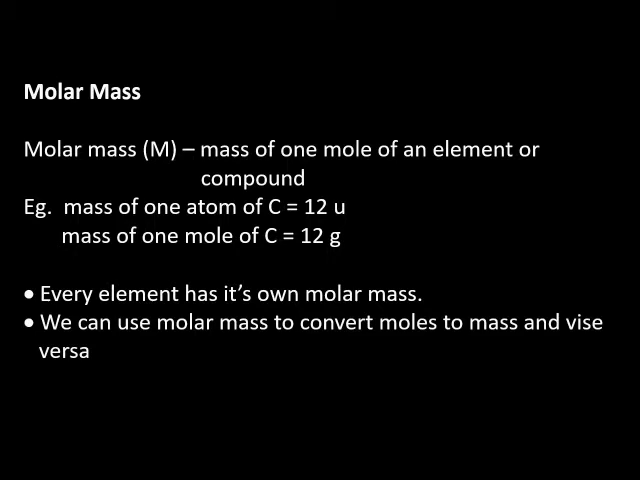 Molar Mass
Molar mass (M) – mass of one mole of an element or
compound
Eg. mass of one atom of C = 12 u
mass of one mole of C = 12 g
• Every element has it’s own molar mass.
• We can use molar mass to convert moles to mass and vise
versa